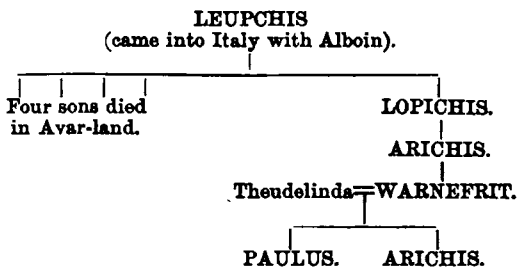 LEUPCHIS
(came into Italy with Alboin).
Four sons died
in Avar-land.
LOPICHIS.
ARICHIS.
Theudelinda=WARNEFRIT.
PAULUS. ARICHIS.